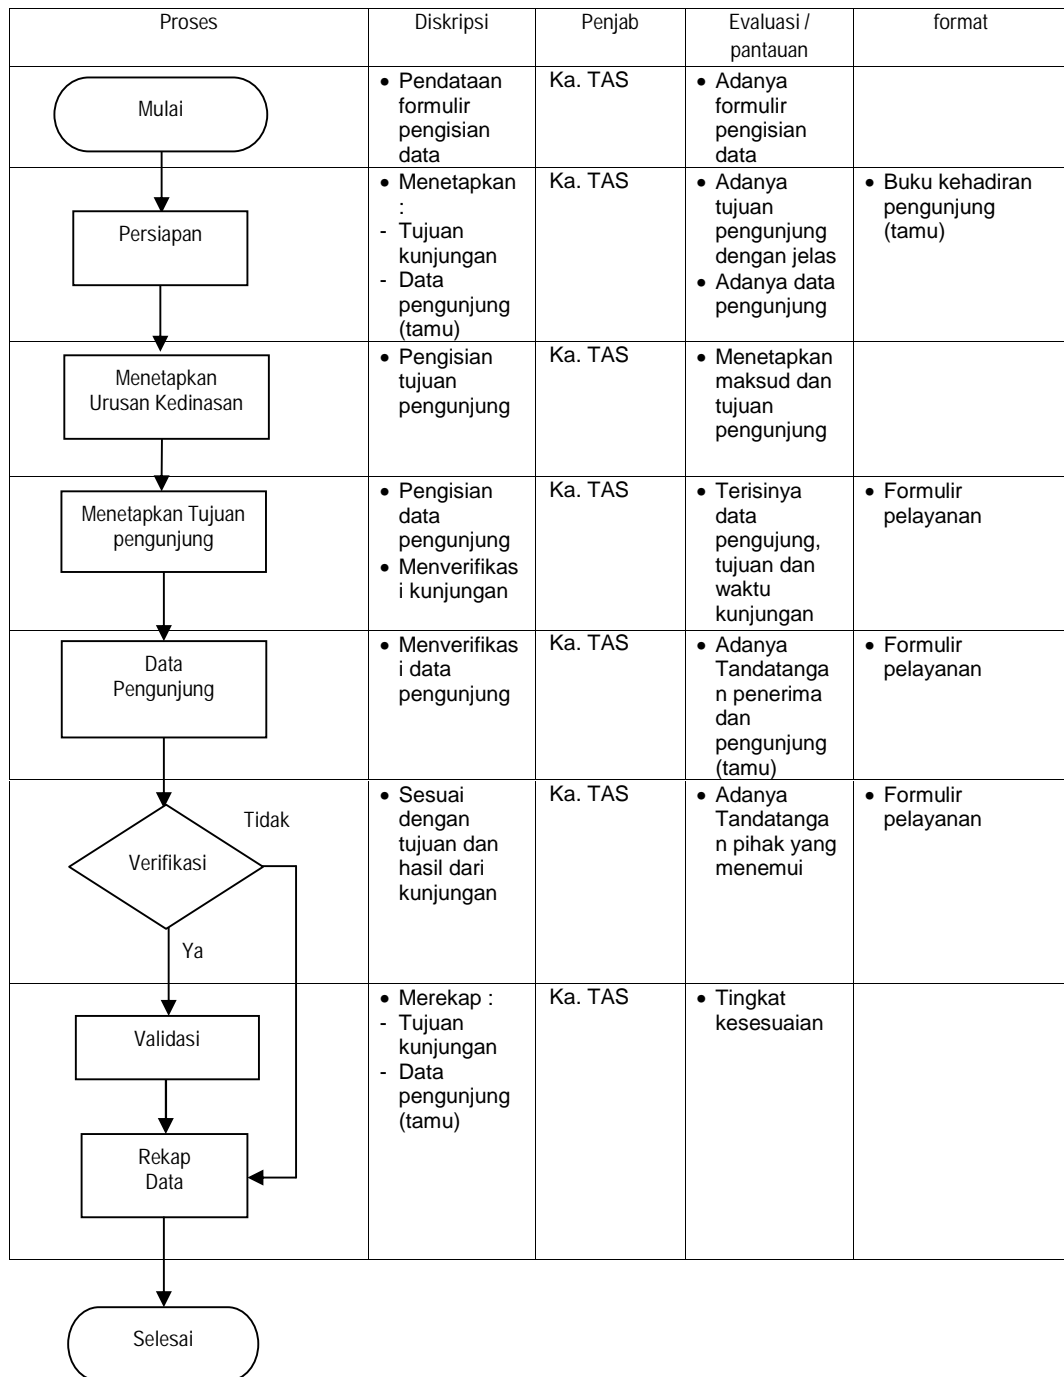 Proses
Diskripsi
Penjab
Evaluasi /
pantauan
format
Mulai
• Pendataan
formulir
pengisian
data
Ka. TAS
• Adanya
formulir
pengisian
data
Persiapan
• Menetapkan
:
- Tujuan
kunjungan
- Data
pengunjung
(tamu)
Ka. TAS
• Adanya
tujuan
pengunjung
dengan jelas
• Adanya data
pengunjung
• Buku kehadiran
pengunjung
(tamu)
Menetapkan
Urusan Kedinasan
• Pengisian
tujuan
pengunjung
Ka. TAS
• Menetapkan
maksud dan
tujuan
pengunjung
Menetapkan Tujuan
pengunjung
• Pengisian
data
pengunjung
• Menverifikas
i kunjungan
Ka. TAS
• Terisinya
data
pengujung,
tujuan dan
waktu
kunjungan
• Formulir
pelayanan
Data
Pengunjung
• Menverifikas
i data
pengunjung
Ka. TAS
• Adanya
Tandatanga
n penerima
dan
pengunjung
(tamu)
• Formulir
pelayanan
Verifikasi
Tidak
Ya
• Sesuai
dengan
tujuan dan
hasil dari
kunjungan
Ka. TAS
• Adanya
Tandatanga
n pihak yang
menemui
• Formulir
pelayanan
Validasi
Rekap
Data
• Merekap :
- Tujuan
kunjungan
- Data
pengunjung
(tamu)
Ka. TAS
• Tingkat
kesesuaian
Selesai